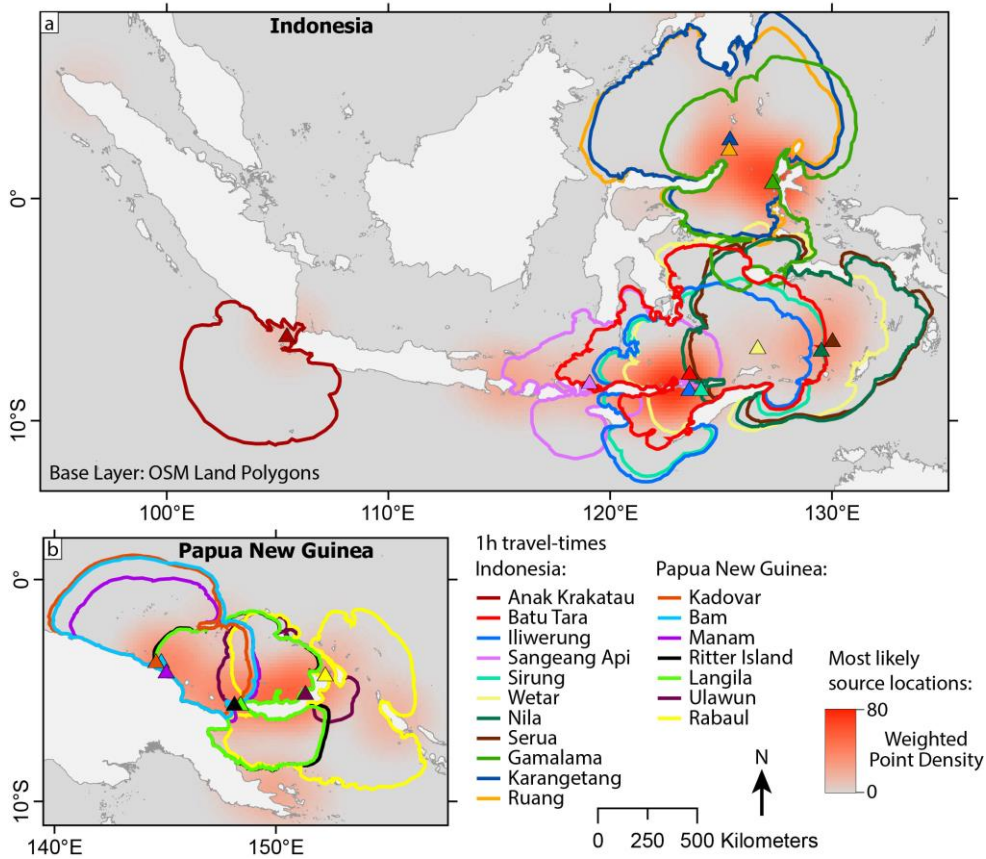 a
Indonesia
0°
10°S
Base Layer: OSM Land Polygons
100°E
110°E
120°E
130°E
b
Papua New Guinea
0°
10°S
140°E
150°E
1h travel-times
Indonesia:
Anak Krakatau
Batu Tara
Iliwerung
Sangeang Api
Sirung
Wetar
Nila
Serua
Gamalama
Karangetang
Ruang
Papua New Guinea:
Kadovar
Bam
Manam
Ritter Island
Langila
Ulawun
Rabaul
Most likely
source locations:
80
Weighted
Point Density
0
N
0 250 500 Kilometers